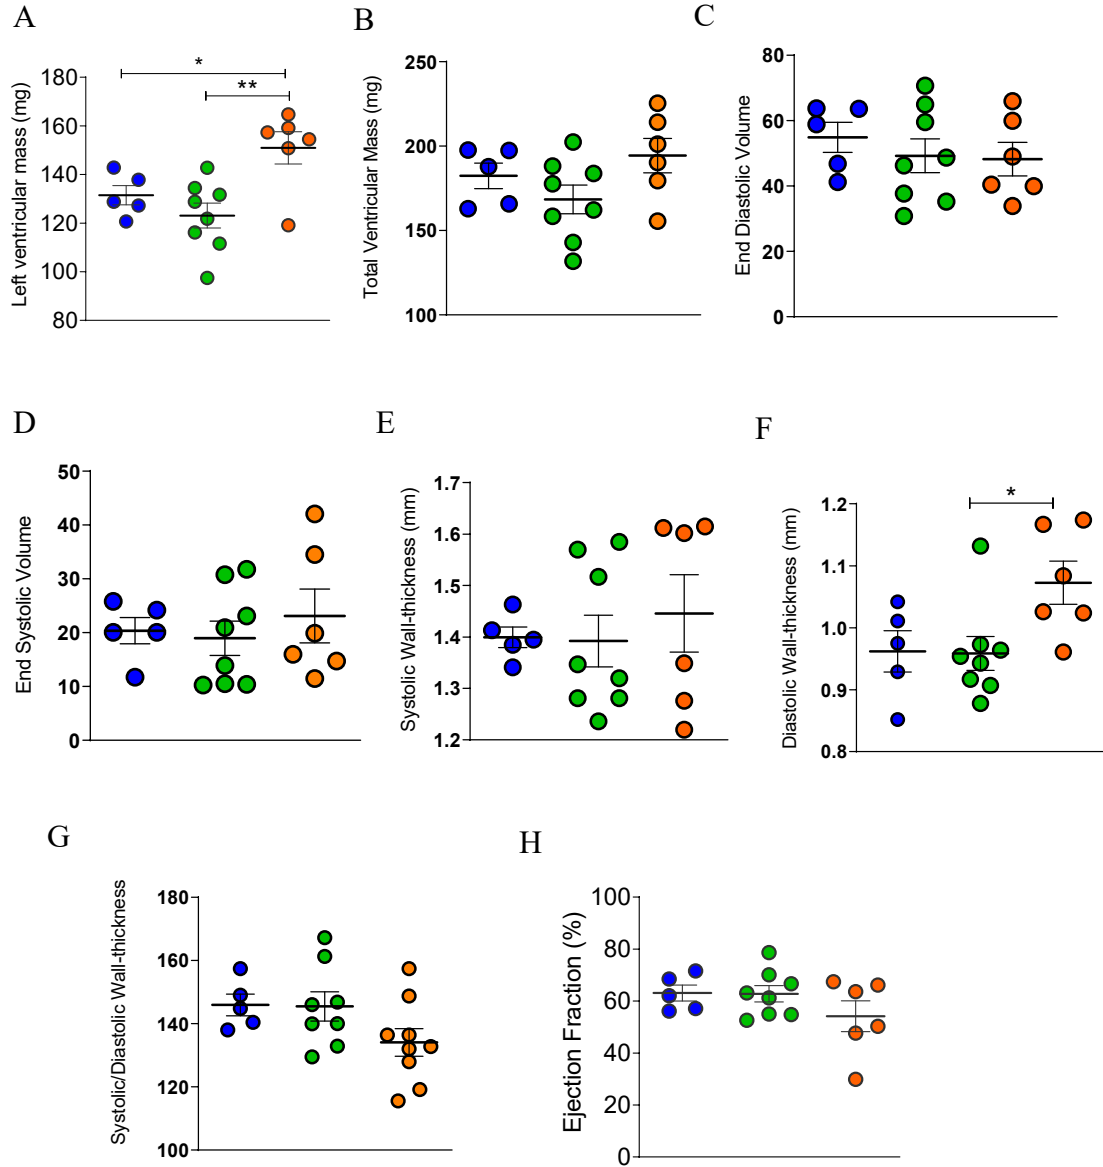 A
B
C
*
**
Left ventricular mass (mg)
180
160
140
120
100
80
Total Ventricular Mass (mg)
250
200
150
100
End Diastolic Volume
80
60
40
20
0
D
E
F
End Systolic Volume
50
40
30
20
10
0
Systolic Wall-thickness (mm)
1.7
1.6
1.5
1.4
1.3
1.2
*
Diastolic Wall-thickness (mm)
1.2
1.1
1.0
0.9
0.8
G
H
Systolic/Diastolic Wall-thickness
180
160
140
120
100
Ejection Fraction (%)
100
80
60
40
20
0